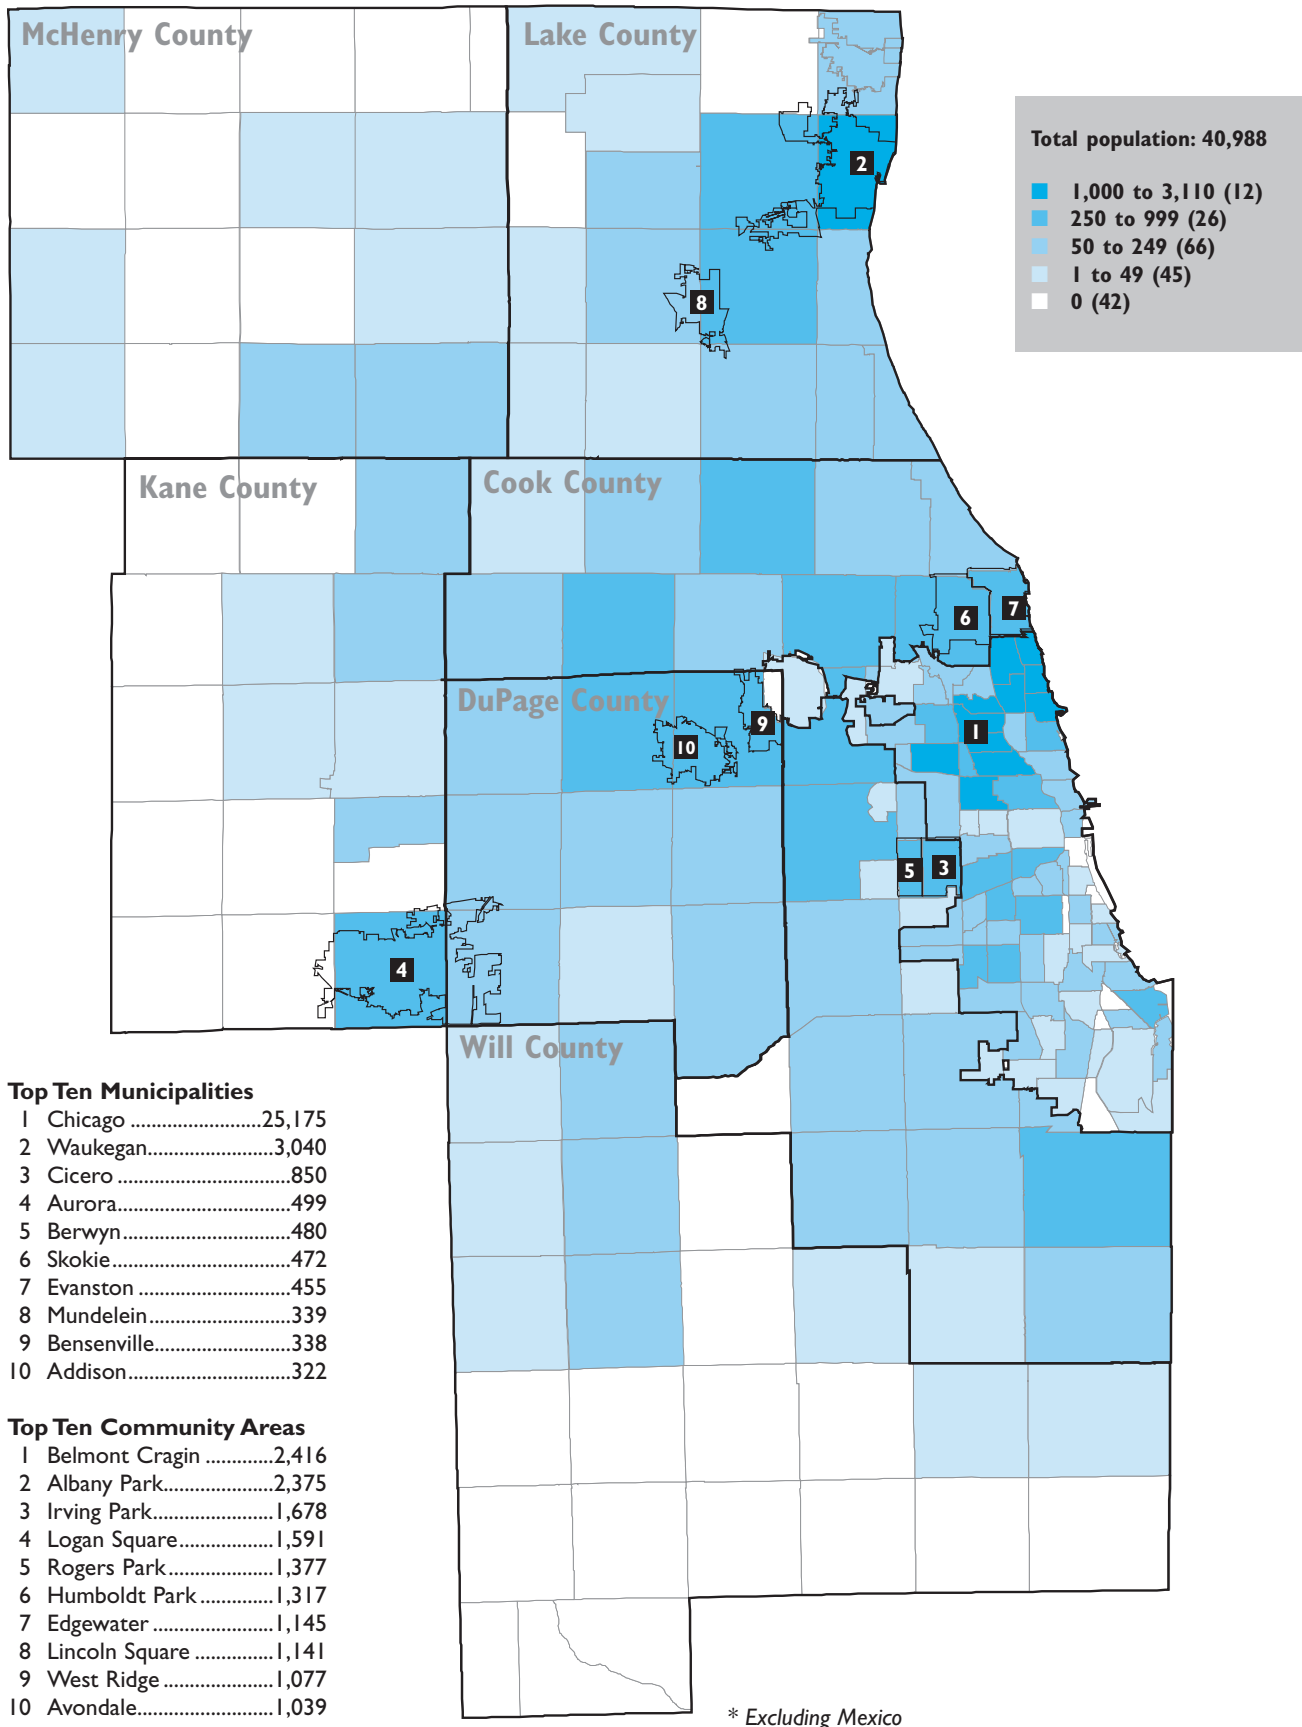 McHenry County
Lake County
Total population: 40,988
1,000 to 3,110 (12)
250 to 999 (26)
50 to 249 (66)
1 to 49 (45)
0 (42)
2
8
Kane County
Cook County
7
6
DuPage County
9
1
10
5
3
4
Will County
Top Ten Municipalities
1 Chicago ........................25,175
2 Waukegan.......................3,040
3 Cicero ................................850
4 Aurora................................499
5 Berwyn...............................480
6 Skokie.................................472
7 Evanston ............................455
8 Mundelein..........................339
9 Bensenville.........................338
10 Addison..............................322
Top Ten Community Areas
1 Belmont Cragin ............2,416
2 Albany Park....................2,375
3 Irving Park......................1,678
4 Logan Square.................1,591
5 Rogers Park...................1,377
6 Humboldt Park.............1,317
7 Edgewater ......................1,145
8 Lincoln Square ..............1,141
9 West Ridge ....................1,077
10 Avondale.........................1,039
* Excluding Mexico